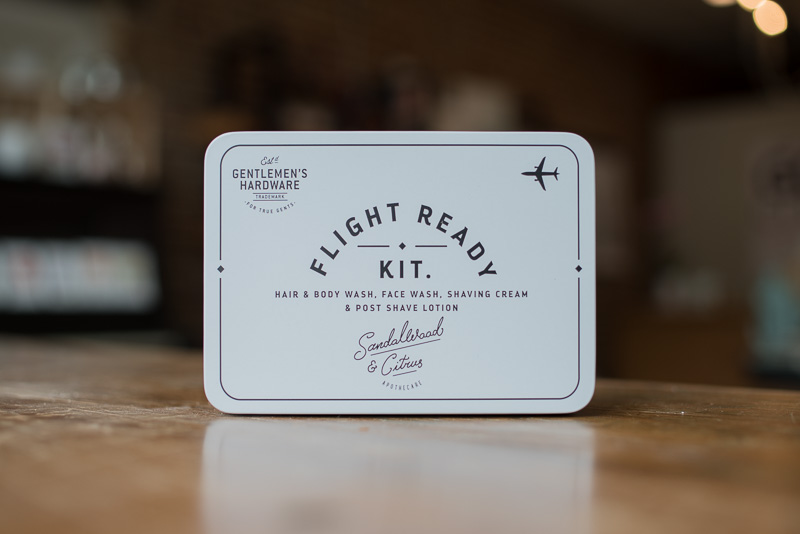 Est'd
GENTLEMEN'S
HARDWARE
TRADEMARK
·FOR TRUE GENTS·
FLIGHT READY
KIT.
HAIR & BODY WASH, FACE WASH, SHAVING CREAM
& POST SHAVE LOTION
Sandalwood
& Citrus
APOTHECARE